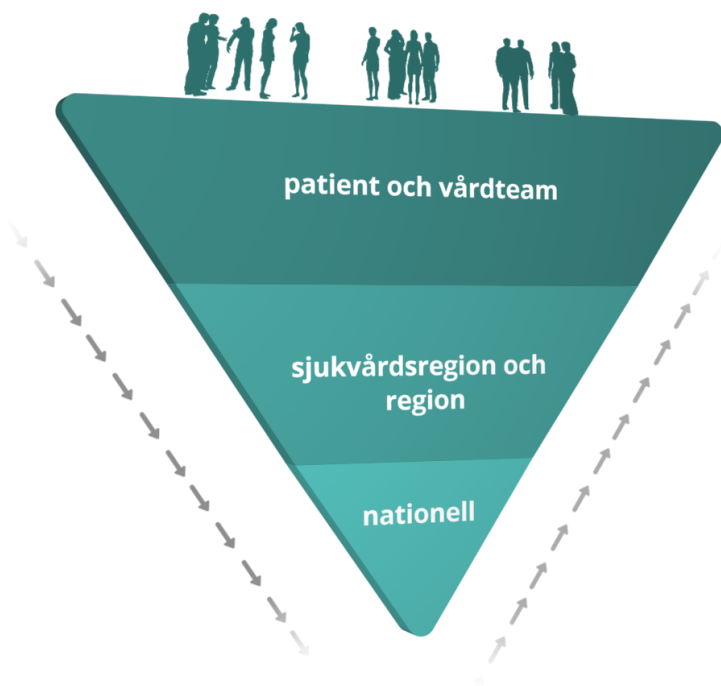 patient och vårdteam
sjukvårdsregion och
region
nationell